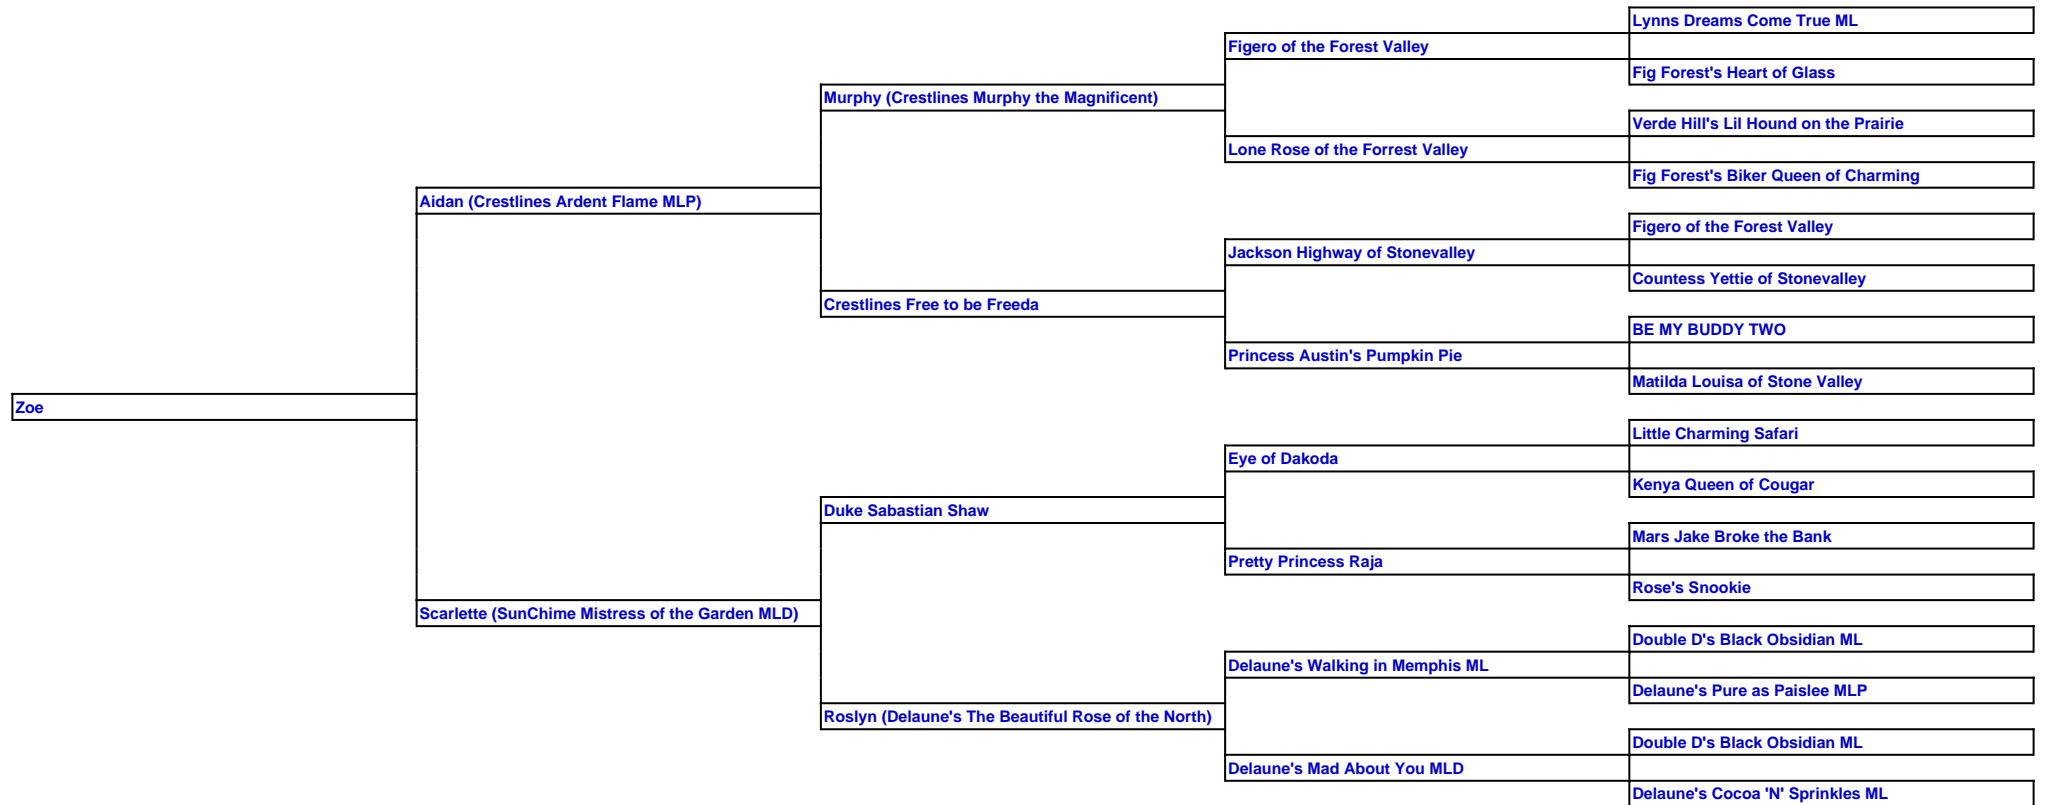 Lynns Dreams Come True ML
Figero of the Forest Valley
Fig Forest's Heart of Glass
Murphy (Crestlines Murphy the Magnificent)
Verde Hill's Lil Hound on the Prairie
Lone Rose of the Forrest Valley
Fig Forest's Biker Queen of Charming
Aidan (Crestlines Ardent Flame MLP)
Figero of the Forest Valley
Jackson Highway of Stonevalley
Countess Yettie of Stonevalley
Crestlines Free to be Freeda
BE MY BUDDY TWO
Princess Austin's Pumpkin Pie
Matilda Louisa of Stone Valley
Zoe
Little Charming Safari
Eye of Dakoda
Kenya Queen of Cougar
Duke Sabastian Shaw
Mars Jake Broke the Bank
Pretty Princess Raja
Rose's Snookie
Scarlette (SunChime Mistress of the Garden MLD)
Double D's Black Obsidian ML
Delaune's Walking in Memphis ML
Delaune's Pure as Paislee MLP
Roslyn (Delaune's The Beautiful Rose of the North)
Double D's Black Obsidian ML
Delaune's Mad About You MLD
Delaune's Cocoa 'N' Sprinkles ML